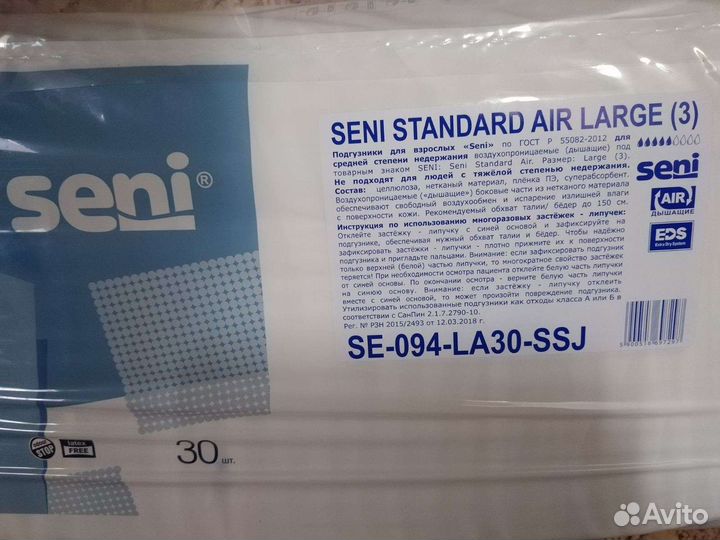 seni®
odour STOP
latex FREE
30 шт.
SENI STANDARD AIR LARGE (3)
Подгузники для взрослых «Seni» по ГОСТ Р 55082-2012 для
средней степени недержания воздухопроницаемые (дышащие) под
товарным знаком SENI: Seni Standard Air. Размер: Large (3).
Не подходят для людей с тяжёлой степенью недержания.
Состав: целлюлоза, нетканый материал, плёнка ПЭ, суперабсорбент.
Воздухопроницаемые («дышащие») боковые части из нетканого материала
обеспечивают свободный воздухообмен и испарение излишней влаги
с поверхности кожи. Рекомендуемый обхват талии/ бёдер до 150 см.
Инструкция по использованию многоразовых застёжек - липучек:
Отклейте застёжку - липучку с синей основой и зафиксируйте на
подгузнике, обеспечивая нужный обхват талии и бёдер. Чтобы надёжно
зафиксировать застёжки - липучки - плотно прижмите их к поверхности
подгузника и пригладьте пальцами. Внимание: если зафиксировать подгузник
только верхней (белой) частью липучки, то многократное свойство застёжек
теряется! При необходимости осмотра пациента отклейте белую часть липучки
от синей основы. По окончании осмотра - верните белую часть липучки
на синюю основу. Внимание: если застёжку - липучку отклеить
вместе с синей основой, то может произойти повреждение подгузника.
Утилизировать использованные подгузники как отходы класса А или Б в
соответствии с СанПин 2.1.7.2790-10.
Рег. № РЗН 2015/2493 от 12.03.2018 г.
SE-094-LA30-SSJ
seni
AIR
ДЫШАЩИЕ
EDS
Extra Dry System
5900516697297
Avito